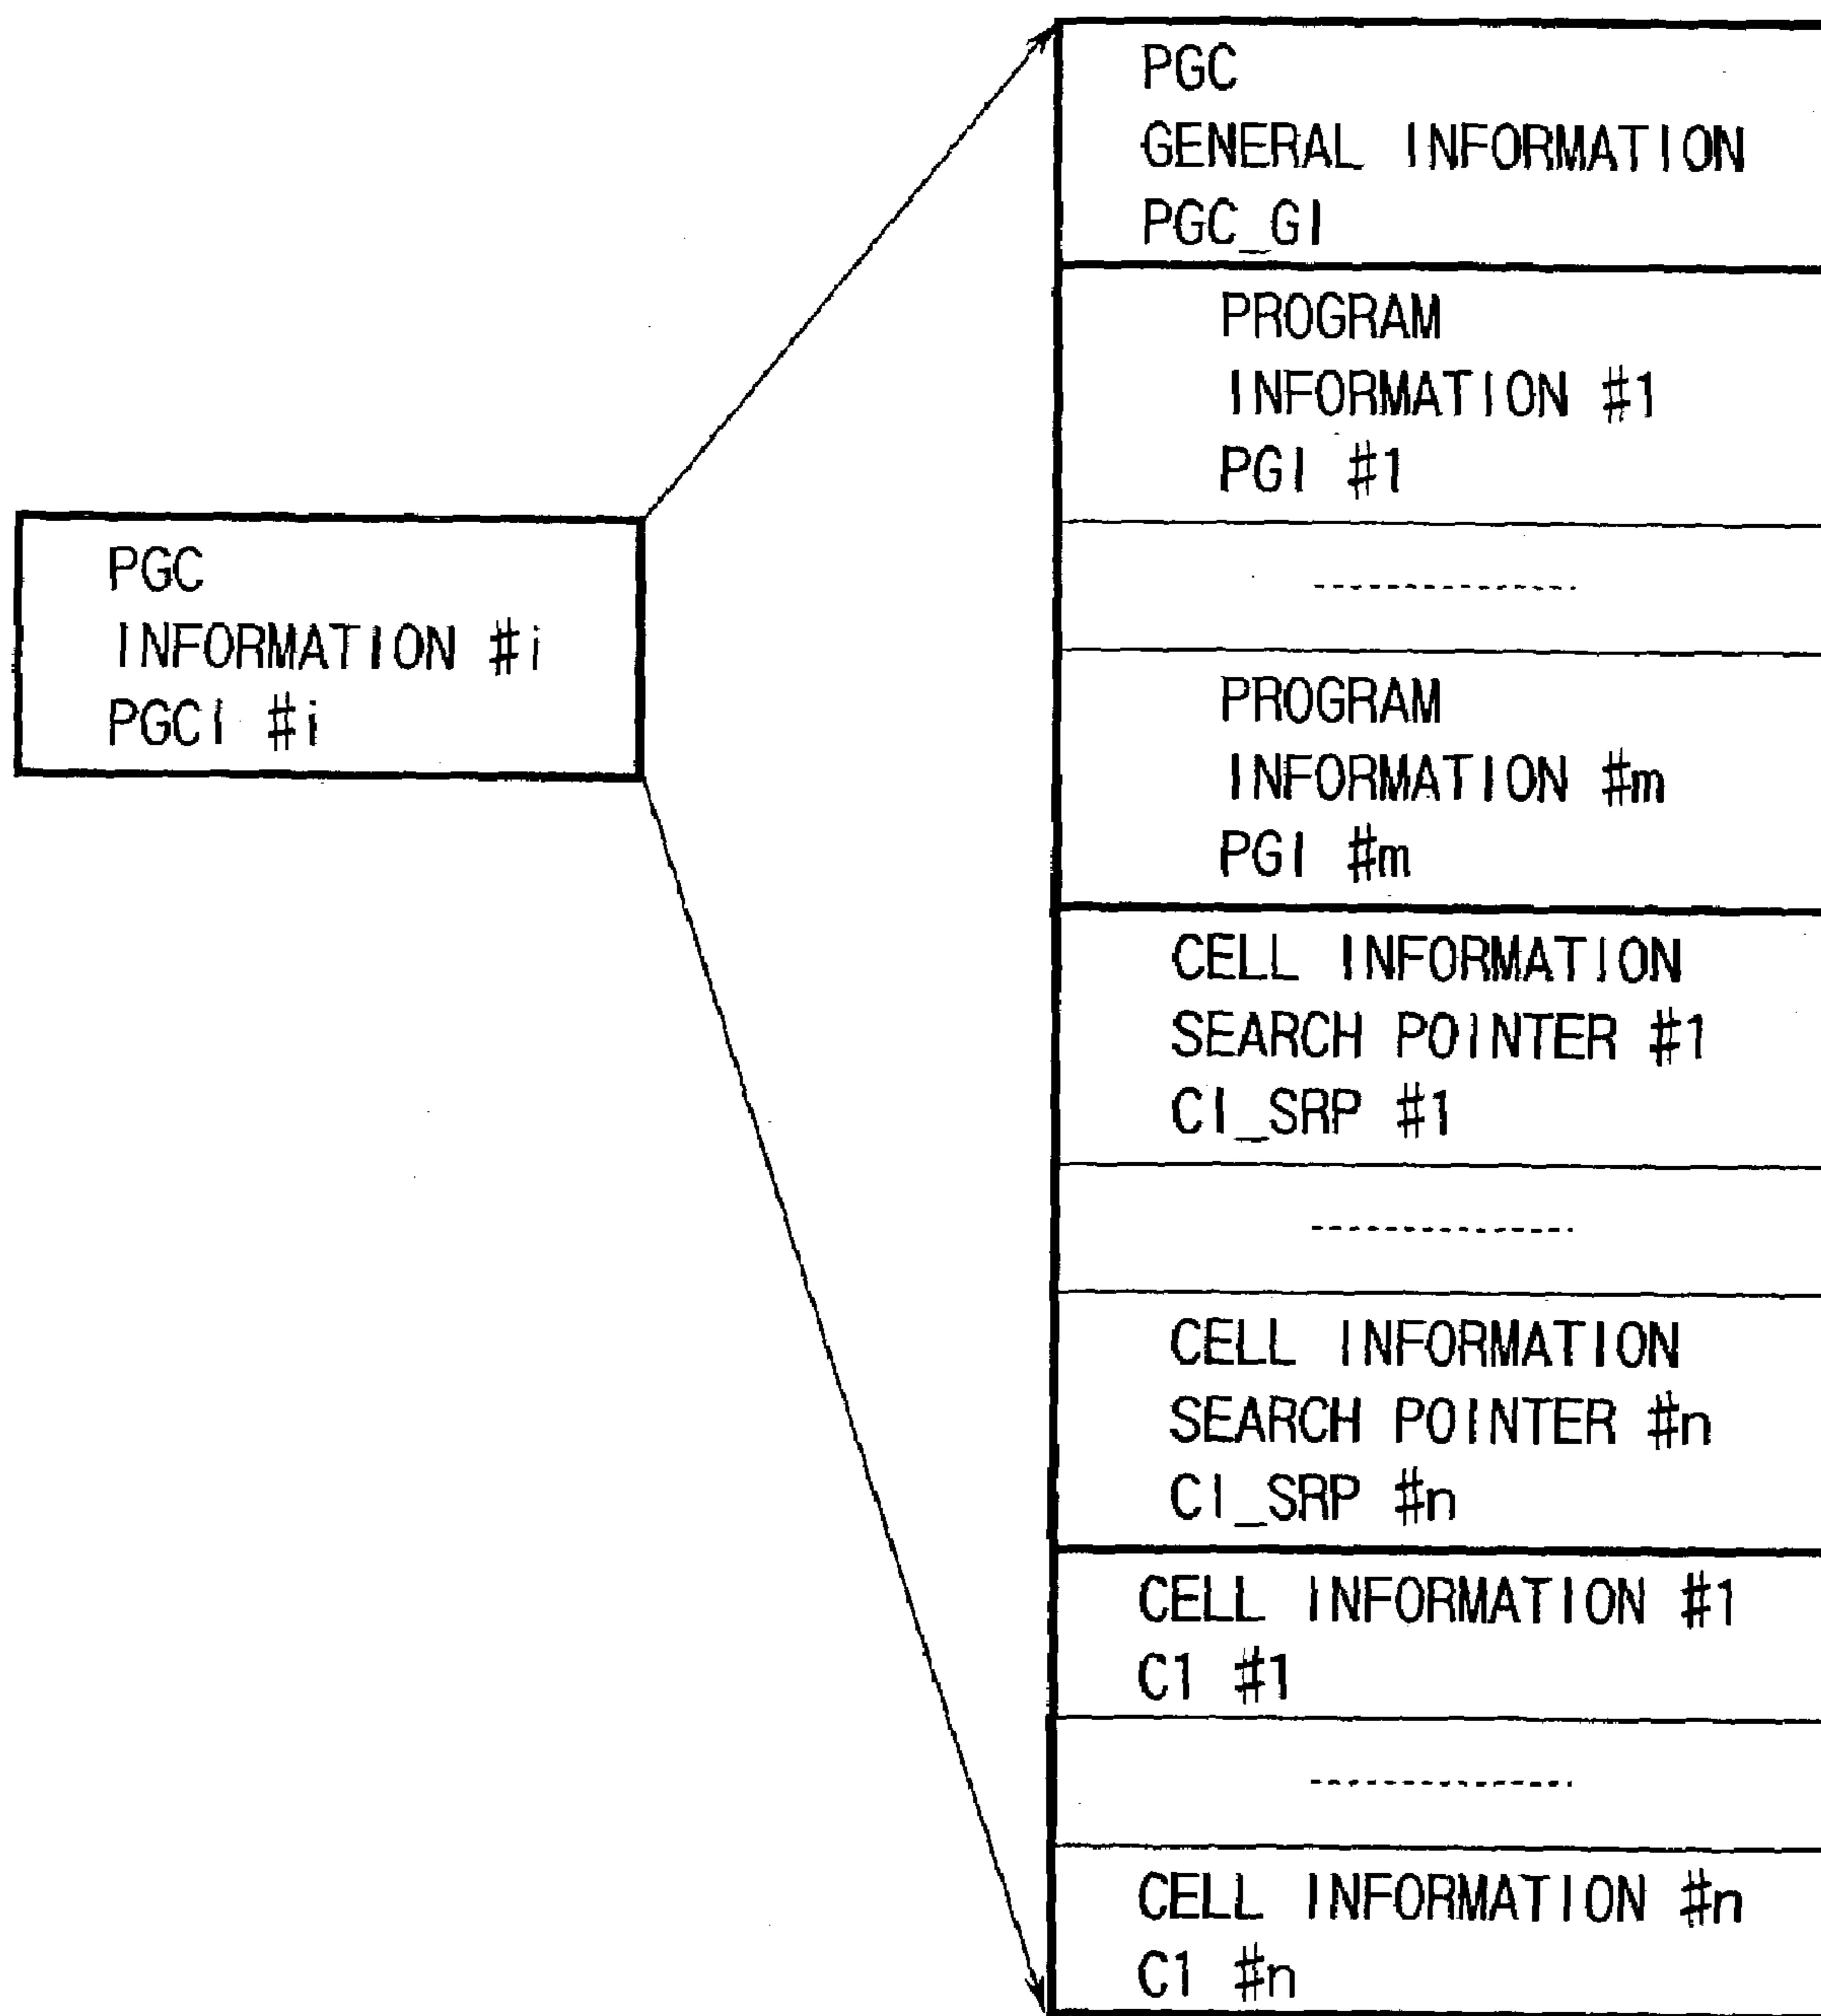 PGC
INFORMATION #i
PGCI #i
PGC
GENERAL INFORMATION
PGC_GI
PROGRAM
INFORMATION #1
PGI #1
PROGRAM
INFORMATION #m
PGI #m
CELL INFORMATION
SEARCH POINTER #1
CI_SRP #1
CELL INFORMATION
SEARCH POINTER #n
CI_SRP #n
CELL INFORMATION #1
C1 #1
CELL INFORMATION #n
C1 #n